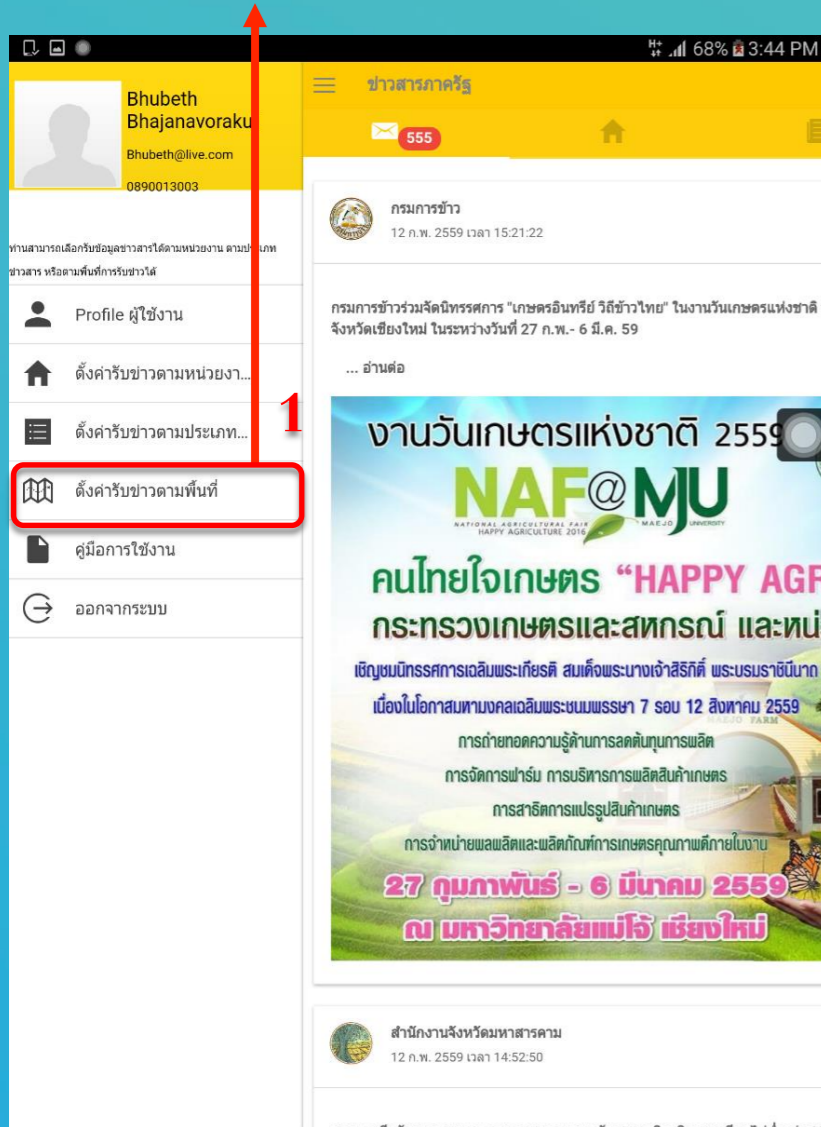 68% 3:44 PM
Bhubeth
Bhajanavoraku
Bhubeth@live.com
0890013003
ท่านสามารถเลือกรับข้อมูลข่าวสารได้ตามหน่วยงาน ตามประเภท
ข่าวสาร หรือตามพื้นที่การรับข่าวได้
Profile ผู้ใช้งาน
ตั้งค่ารับข่าวตามหน่วยงา...
ตั้งค่ารับข่าวตามประเภท...
1
ตั้งค่ารับข่าวตามพื้นที่
คู่มือการใช้งาน
ออกจากระบบ
ข่าวสารภาครัฐ
555
กรมการข้าว
12 ก.พ. 2559 เวลา 15:21:22
กรมการข้าวร่วมจัดนิทรรศการ "เกษตรอินทรีย์ วิถีข้าวไทย" ในงานวันเกษตรแห่งชาติ
จังหวัดเชียงใหม่ ในระหว่างวันที่ 27 ก.พ.- 6 มี.ค. 59
... อ่านต่อ
งานวันเกษตรแห่งชาติ 2559
NAF@MJU
NATIONAL AGRICULTURAL FAIR MAEJO UNIVERSITY
HAPPY AGRICULTURE 2016
คนไทยใจเกษตร "HAPPY AGR
กระทรวงเกษตรและสหกรณ์ และหน่
เชิญชมนิทรรศการเฉลิมพระเกียรติ สมเด็จพระนางเจ้าสิริกิติ์ พระบรมราชินีนาถ
เนื่องในโอกาสมหามงคลเฉลิมพระชนมพรรษา 7 รอบ 12 สิงหาคม 2559
MAEJO FARM
การถ่ายทอดความรู้ด้านการลดต้นทุนการผลิต
การจัดการฟาร์ม การบริหารการผลิตสินค้าเกษตร
การสาธิตการแปรรูปสินค้าเกษตร
การจำหน่ายผลผลิตและผลิตภัณฑ์การเกษตรคุณภาพดีภายในงาน
27 กุมภาพันธ์ - 6 มีนาคม 2559
ณ มหาวิทยาลัยแม่โจ้ เชียงใหม่
สำนักงานจังหวัดมหาสารคาม
12 ก.พ. 2559 เวลา 14:52:50